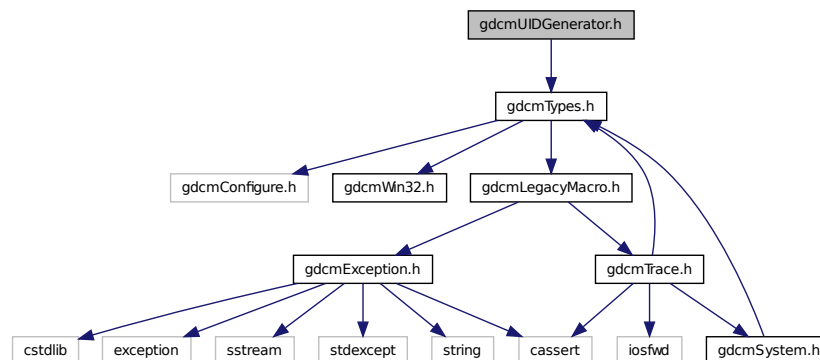 gdcmUIDGenerator.h
gdcmTypes.h
gdcmConfigure.h
gdcmWin32.h
gdcmLegacyMacro.h
gdcmException.h
gdcmTrace.h
cstdlib
exception
sstream
stdexcept
string
cassert
iosfwd
gdcmSystem.h